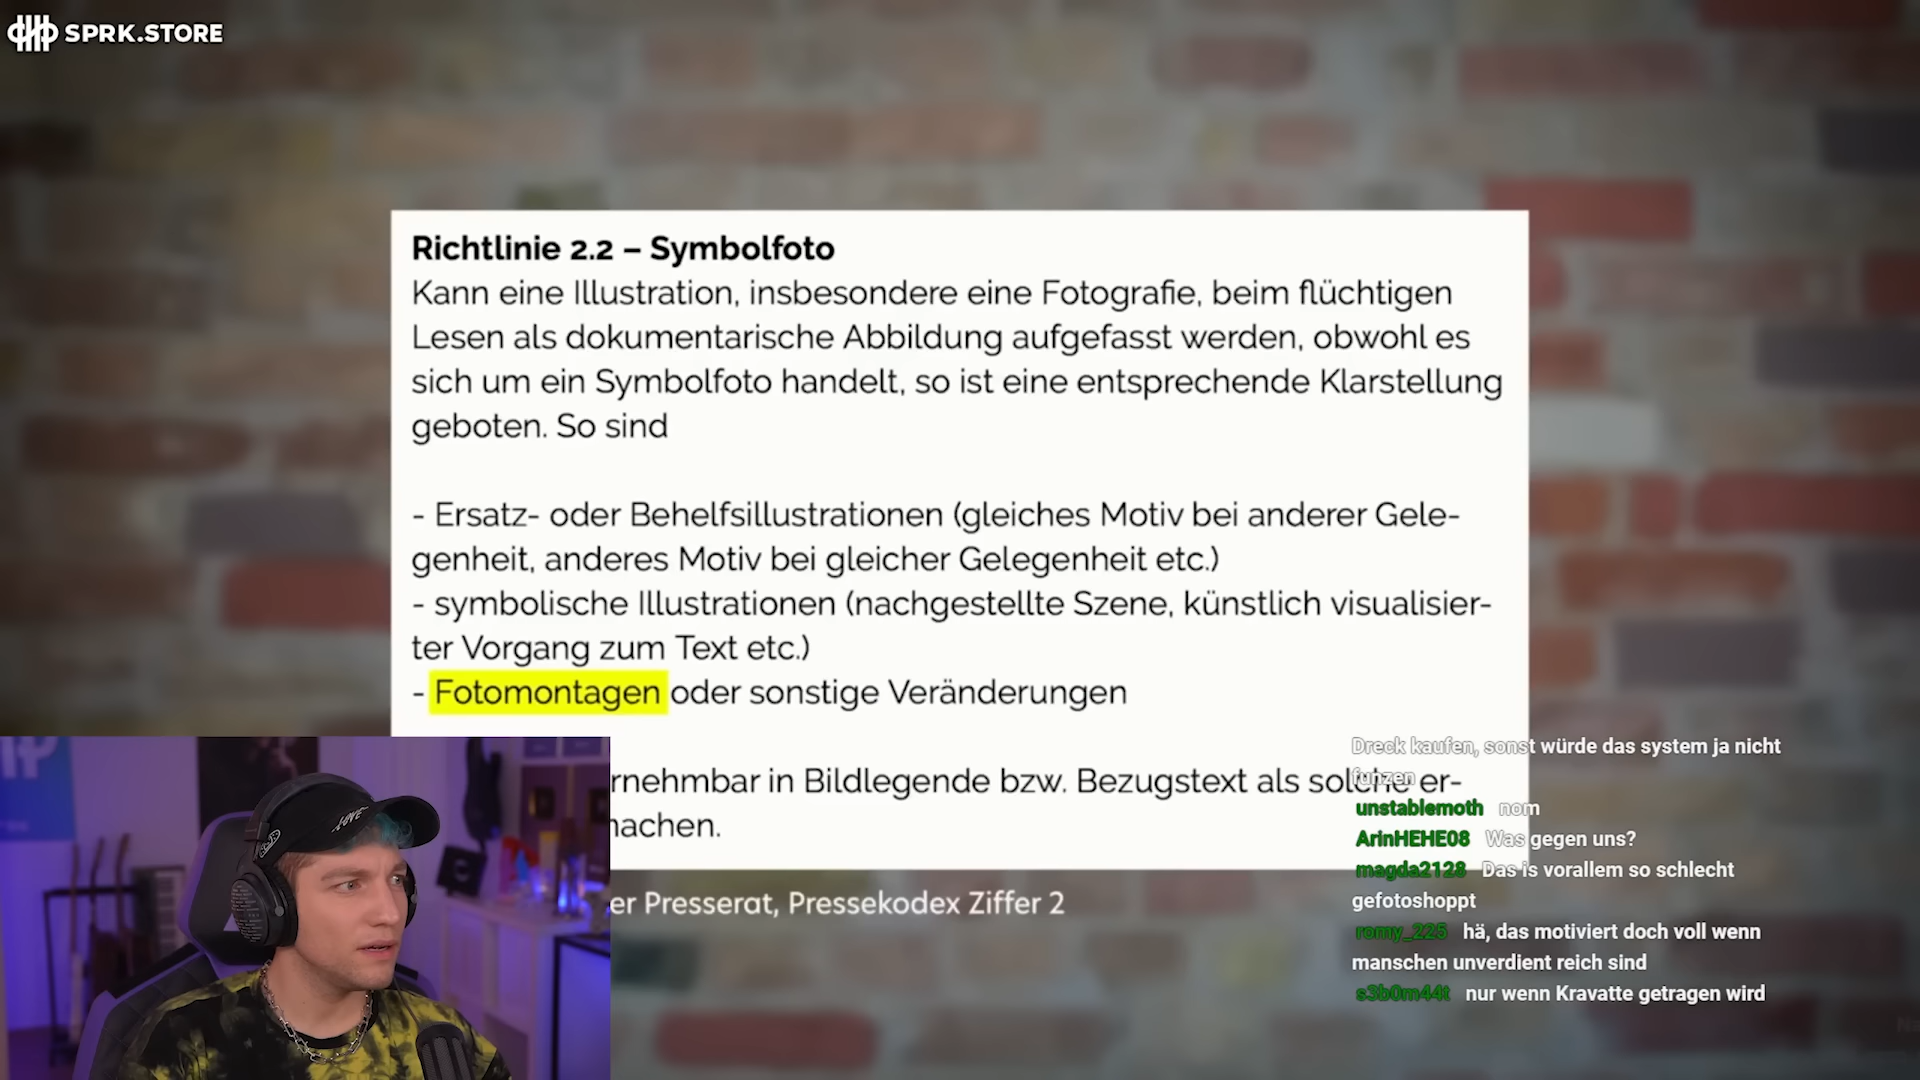 SPRK.STORE
Richtlinie 2.2 – Symbolfoto
Kann eine Illustration, insbesondere eine Fotografie, beim flüchtigen
Lesen als dokumentarische Abbildung aufgefasst werden, obwohl es
sich um ein Symbolfoto handelt, so ist eine entsprechende Klarstellung
geboten. So sind
- Ersatz- oder Behelfsillustrationen (gleiches Motiv bei anderer Gele-
genheit, anderes Motiv bei gleicher Gelegenheit etc.)
- symbolische Illustrationen (nachgestellte Szene, künstlich visualisier-
ter Vorgang zum Text etc.)
- Fotomontagen oder sonstige Veränderungen
rnehmbar in Bildlegende bzw. Bezugstext als solche er-
achen.
er Presserat, Pressekodex Ziffer 2
Dreck kaufen, sonst würde das system ja nicht
funzen
unstablemoth nom
ArinHEHE08 Was gegen uns?
magda2128 Das is vorallem so schlecht
gefotoshoppt
romy_225 hä, das motiviert doch voll wenn
manschen unverdient reich sind
s3b0m44t nur wenn Kravatte getragen wird
LOVE